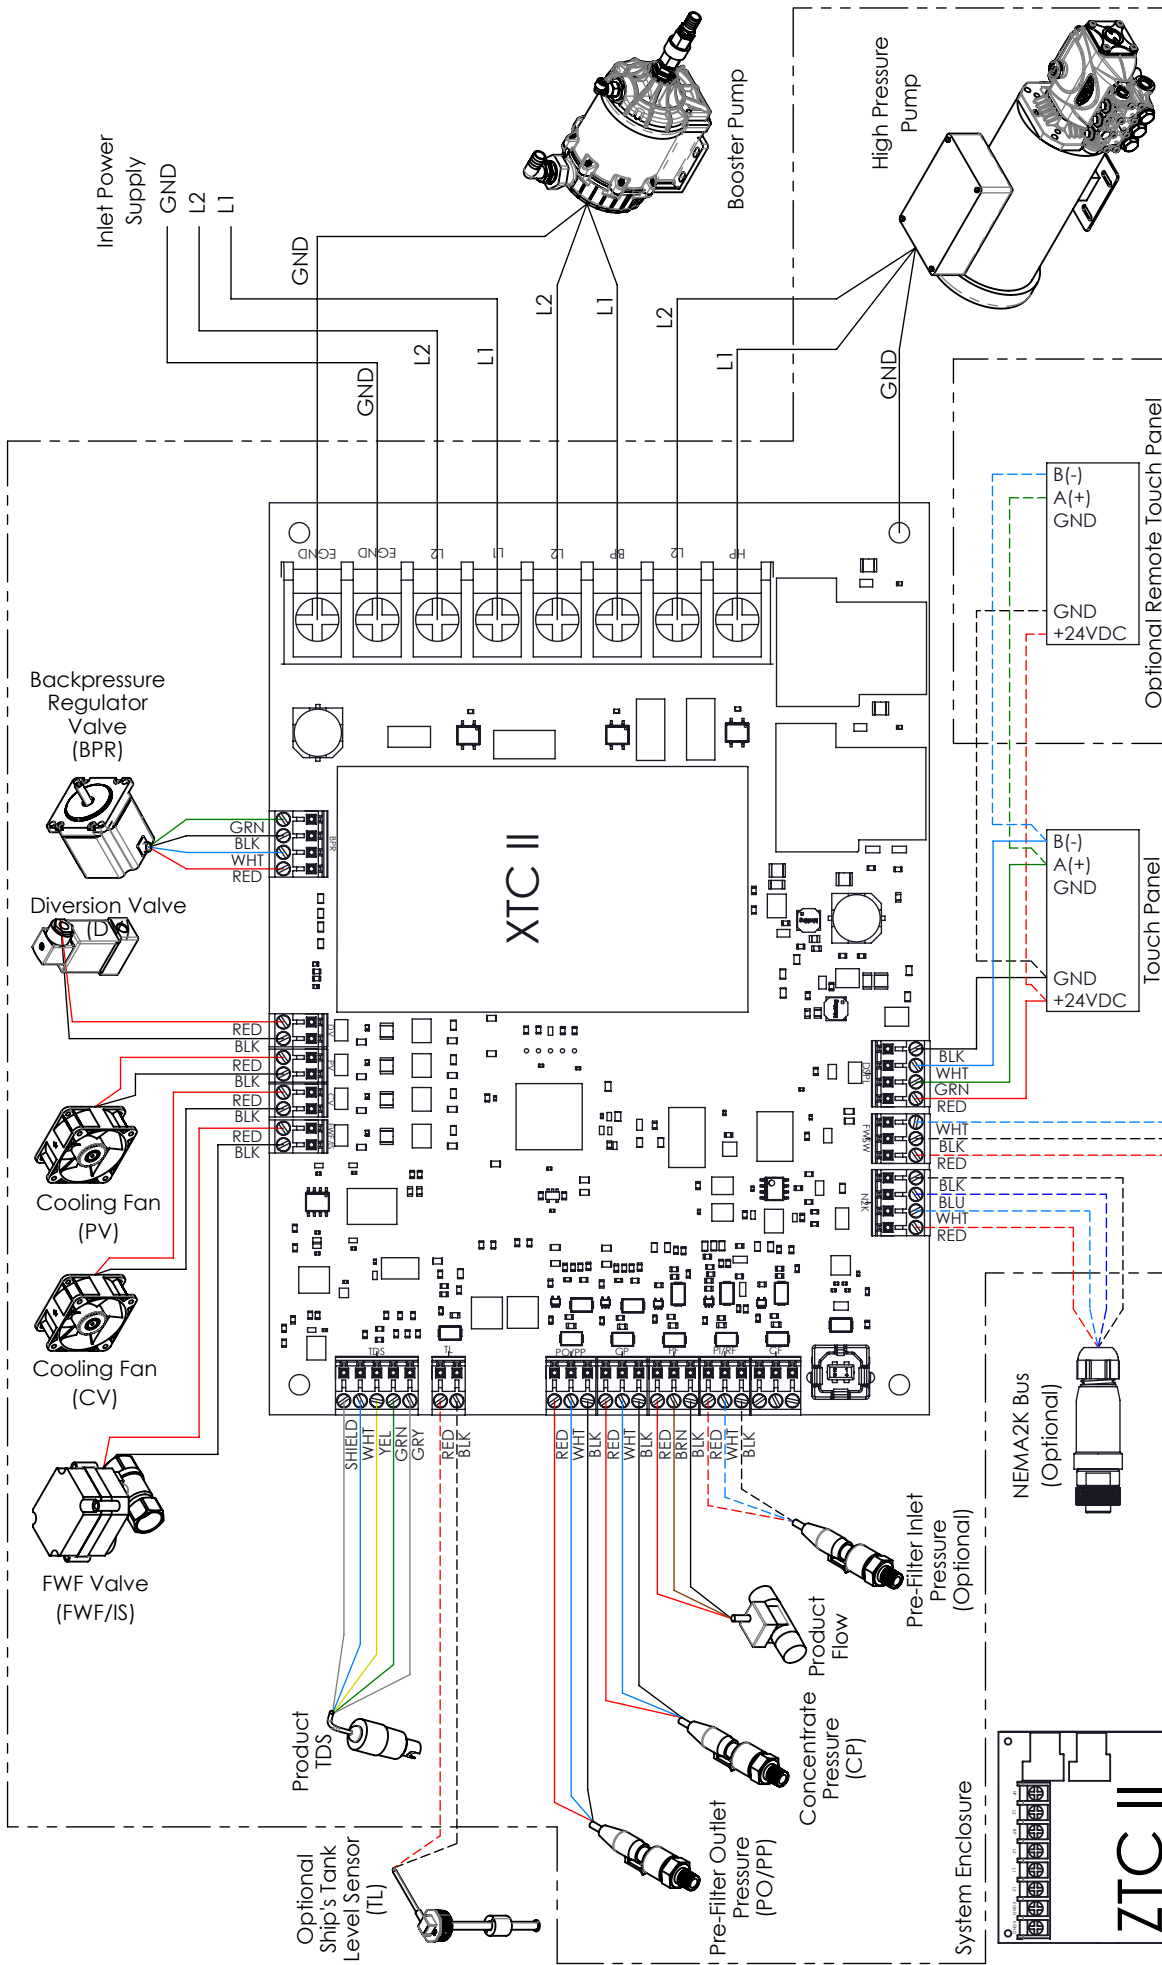 Inlet Power
Supply
GND
L2
L1
GND
GND
L2
L1
L2
L1
L2
L1
GND
Booster Pump
High Pressure
Pump
Backpressure
Regulator
Valve
(BPR)
GRN
BLK
WHT
RED
BPR
Diversion Valve
(D
RED
BLK
RED
BLK
RED
BLK
RED
BLK
DV
PV
CV
Cooling Fan
(PV)
Cooling Fan
(CV)
FWF Valve
(FWF/IS)
EGND
EGND
L2
L1
L2
BP
L2
HP
XTC II
B(-)
A(+)
GND
GND
+24VDC
Optional Remote Touch Panel
B(-)
A(+)
GND
GND
+24VDC
Touch Panel
BLK
WHT
GRN
RED
WHT
BLK
RED
BLK
BLU
WHT
RED
FWSW
N2K
NEMA2K Bus
(Optional)
TDS
TL
PO/PP
CP
PF
PI/RF
CF
SHIELD
WHT
YEL
GRN
GRY
RED
BLK
RED
WHT
BLK
RED
WHT
BLK
RED
BRN
BLK
RED
WHT
BLK
Product
TDS
Optional
Ship's Tank
Level Sensor
(TL)
Pre-Filter Outlet
Pressure
(PO/PP)
Concentrate
Pressure
(CP)
Product
Flow
Pre-Filter Inlet
Pressure
(Optional)
System Enclosure
ZTC II